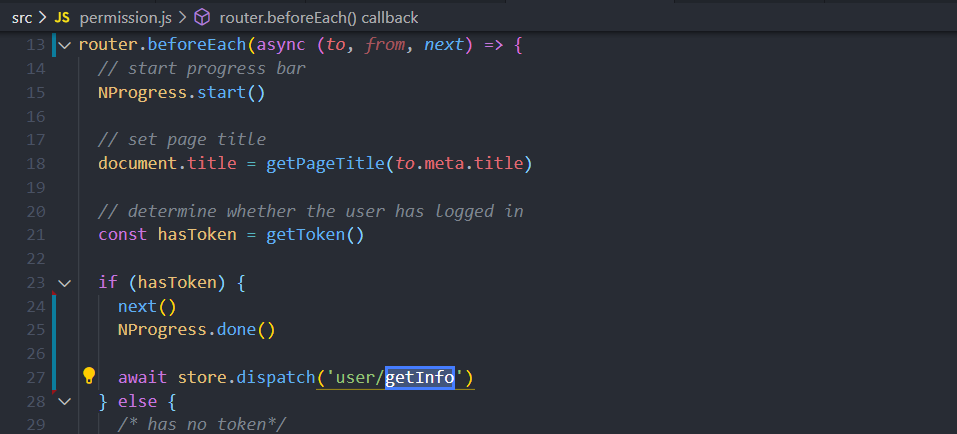 src > JS permission.js > router.beforeEach() callback
13 router.beforeEach(async (to, from, next) => {
14 // start progress bar
15 NProgress.start()
16
17 // set page title
18 document.title = getPageTitle(to.meta.title)
19
20 // determine whether the user has logged in
21 const hasToken = getToken()
22
23 if (hasToken) {
24 next()
25 NProgress.done()
26
27 await store.dispatch('user/getInfo')
28 } else {
29 /* has no token*/